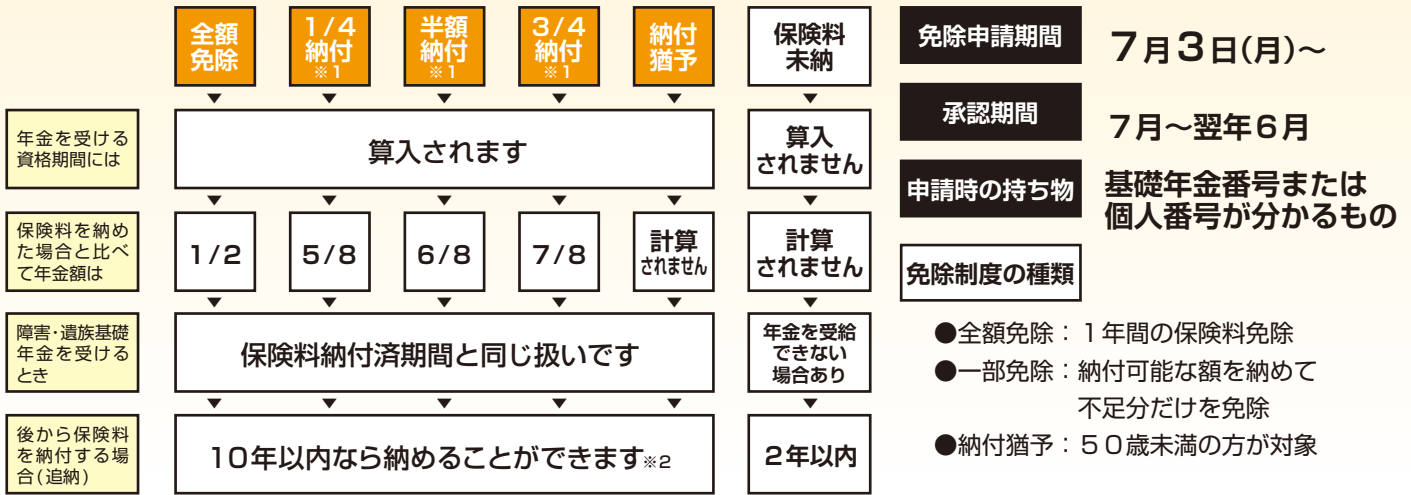 全額
免除
1/4
納付
※1
半額
納付
※1
3/4
納付
※1
納付
猶予
保険料
未納
年金を受ける
資格期間には
算入されます
算入
されません
保険料を納め
た場合と比べ
て年金額は
1/2
5/8
6/8
7/8
計算
されません
計算
されません
障害・遺族基礎
年金を受ける
とき
保険料納付済期間と同じ扱いです
年金を受給
できない
場合あり
後から保険料
を納付する場
合(追納)
10年以内なら納めることができます※2
2年以内
免除申請期間
7月3日(月)〜
承認期間
7月〜翌年6月
申請時の持ち物
基礎年金番号または
個人番号が分かるもの
免除制度の種類
●全額免除：1年間の保険料免除
●一部免除：納付可能な額を納めて
不足分だけを免除
●納付猶予：50歳未満の方が対象